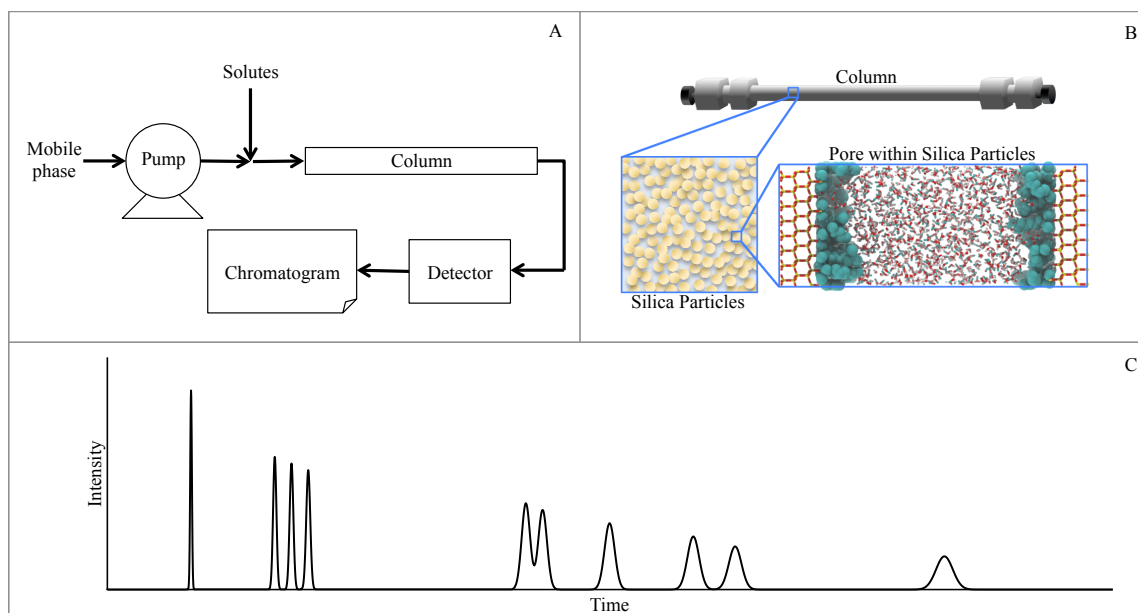 A
Solutes
Mobile
phase
Pump
Column
Chromatogram
Detector
B
Column
Pore within Silica Particles
Silica Particles
C
Intensity
Time